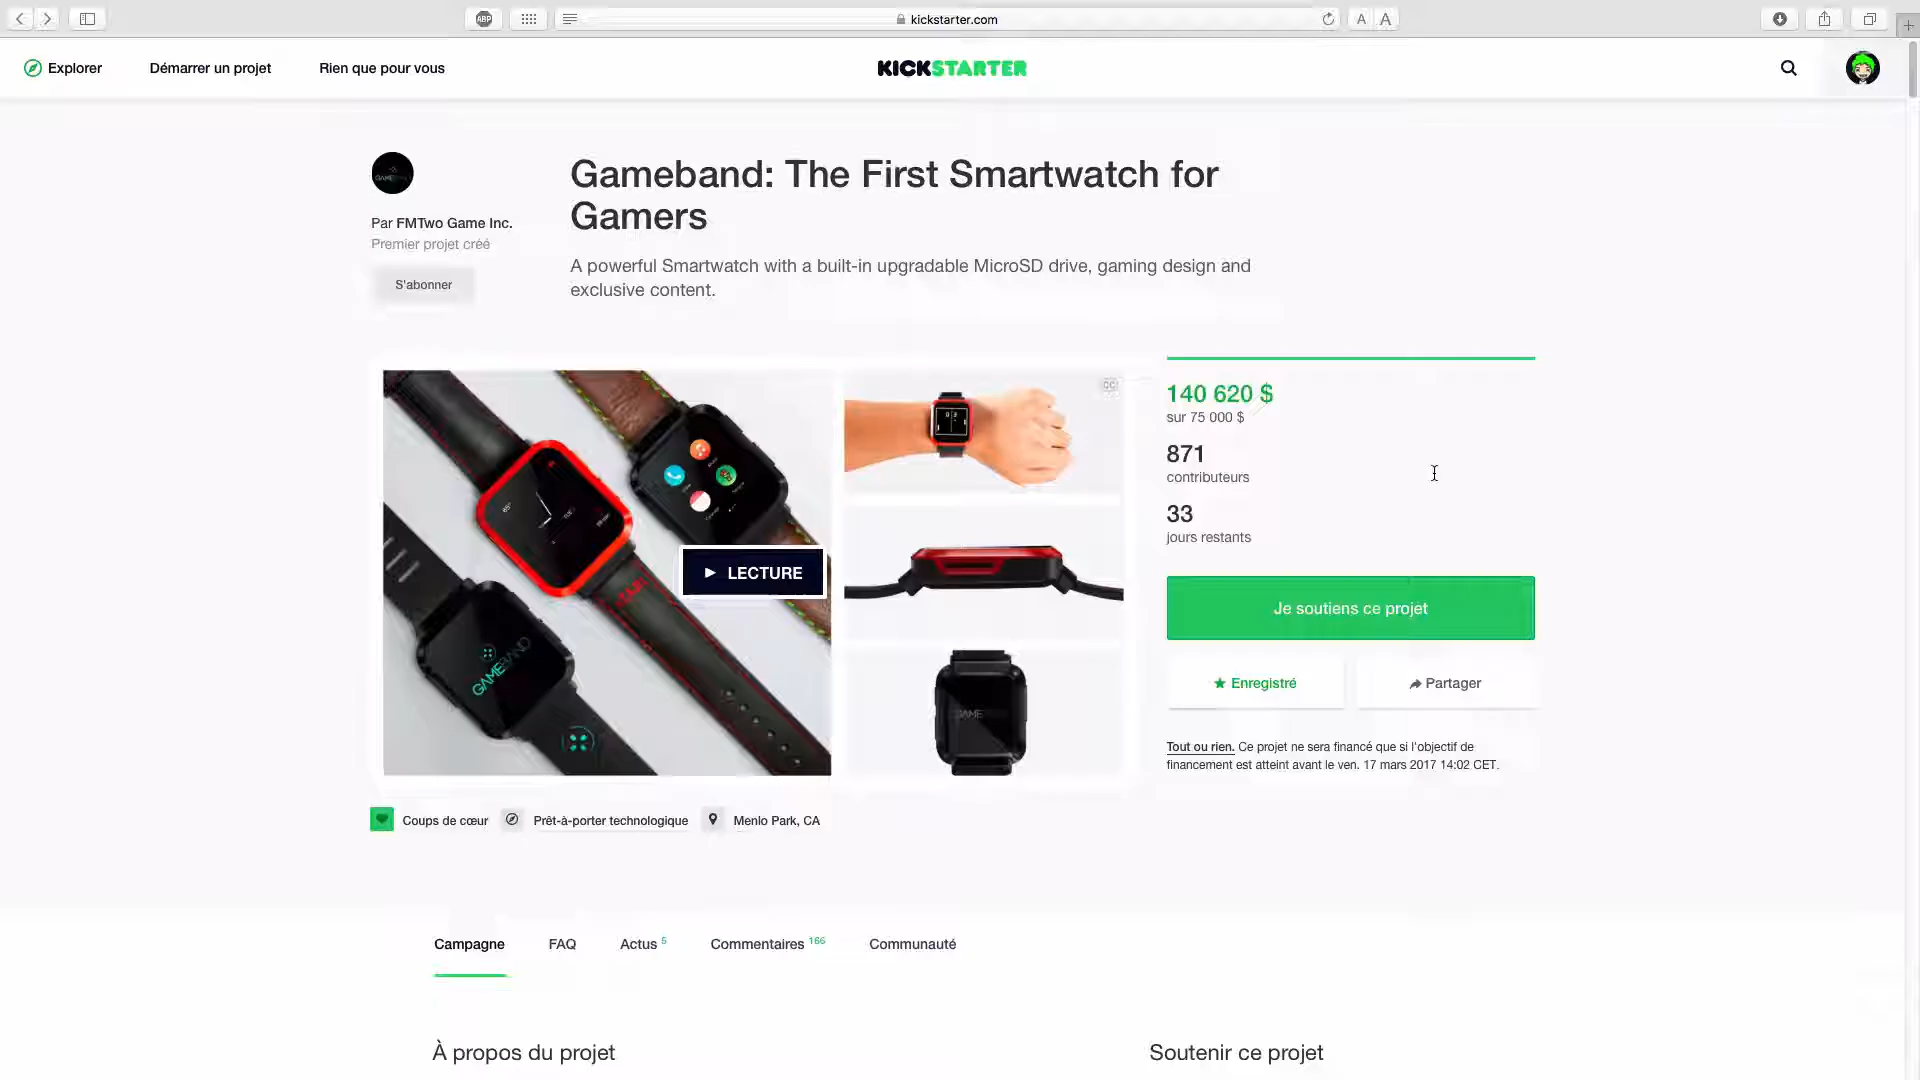 ABP
kickstarter.com
A A
Explorer
Démarrer un projet
Rien que pour vous
KICKSTARTER
Par FMTwo Game Inc.
Premier projet créé
S'abonner
Gameband: The First Smartwatch for
Gamers
A powerful Smartwatch with a built-in upgradable MicroSD drive, gaming design and
exclusive content.
GAMEBAND
ATARI
LECTURE
CC
140 620 $
sur 75 000 $
871
contributeurs
33
jours restants
Je soutiens ce projet
Enregistré
Partager
Tout ou rien. Ce projet ne sera financé que si l'objectif de
financement est atteint avant le ven. 17 mars 2017 14:02 CET.
Coups de cœur
Prêt-à-porter technologique
Menlo Park, CA
Campagne
FAQ
Actus 5
Commentaires 166
Communauté
À propos du projet
Soutenir ce projet